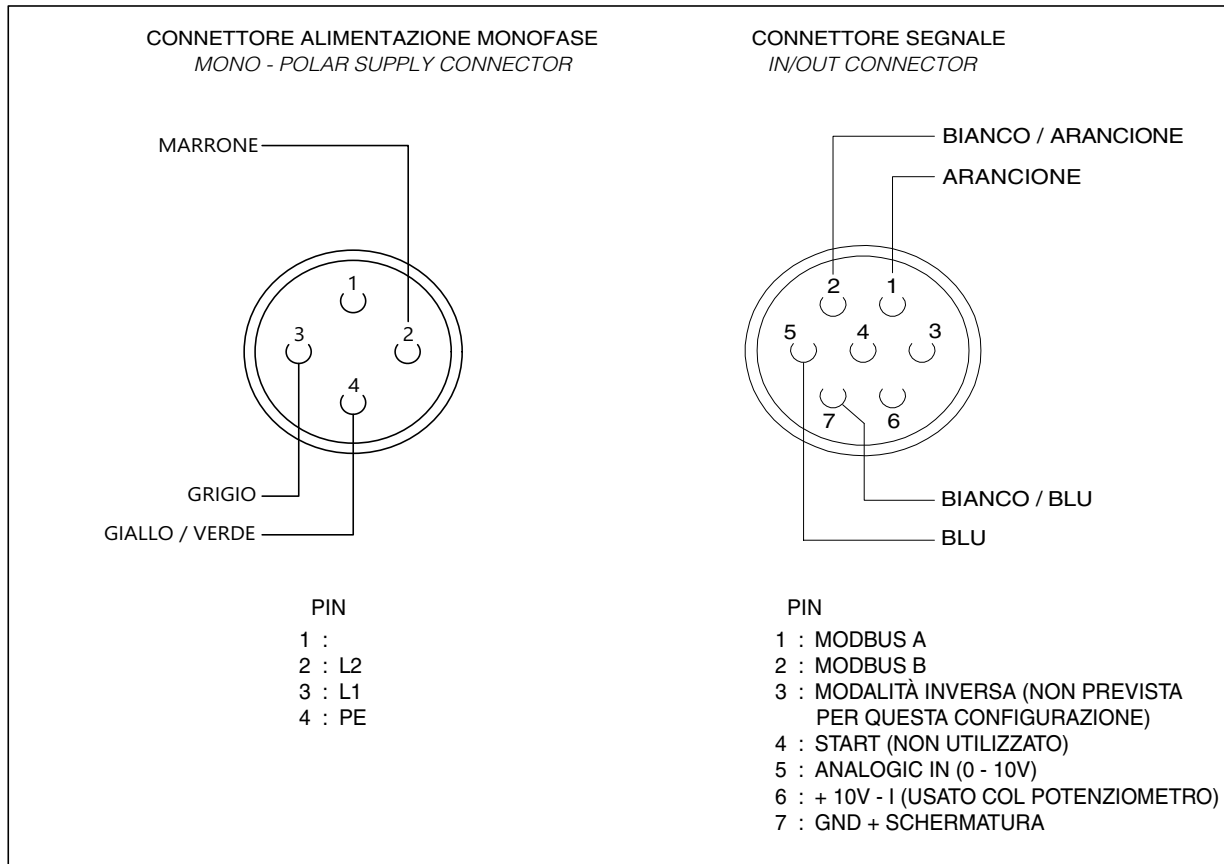 CONNETTORE ALIMENTAZIONE MONOFASE
MONO - POLAR SUPPLY CONNECTOR
MARRONE
1
3
2
4
GRIGIO
GIALLO / VERDE
PIN
1 :
2 : L2
3 : L1
4 : PE
CONNETTORE SEGNALE
IN/OUT CONNECTOR
BIANCO / ARANCIONE
ARANCIONE
2
1
5
4
3
7
6
BIANCO / BLU
BLU
PIN
1 : MODBUS A
2 : MODBUS B
3 : MODALITÀ INVERSA (NON PREVISTA
PER QUESTA CONFIGURAZIONE)
4 : START (NON UTILIZZATO)
5 : ANALOGIC IN (0 - 10V)
6 : + 10V - I (USATO COL POTENZIOMETRO)
7 : GND + SCHERMATURA